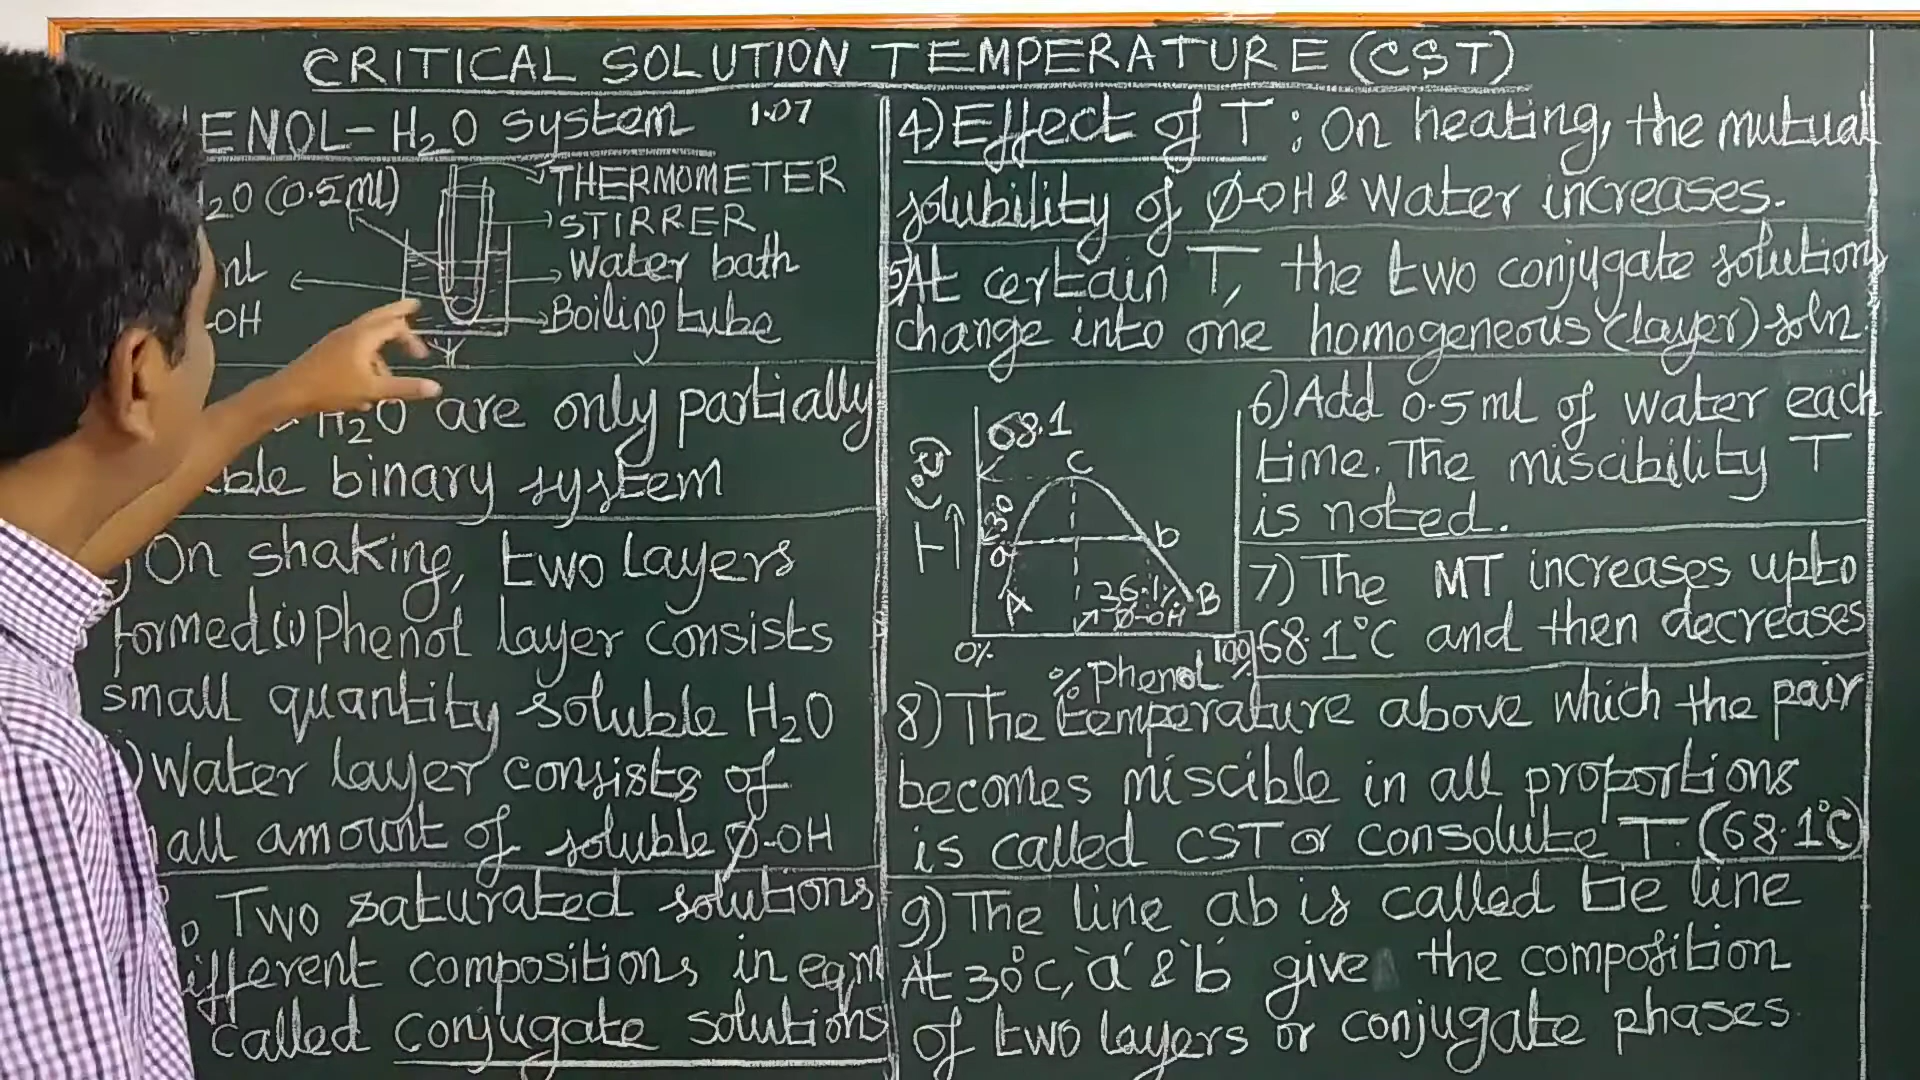 CRITICAL SOLUTION TEMPERATURE (CST)
ENOL-H₂O system 1.07
H₂O (0.5ml)
THERMOMETER
STIRRER
ml
Water bath
-OH
Boiling tube
H₂O are only partially
binary system
On shaking, two layers
formed (i) Phenol layer consists
small quantity soluble H₂O
) Water layer consists of
all amount of soluble Ø-OH
Two saturated solutions
ifferent compositions in eqm
called conjugate solutions
4) Effect of T : On heating, the mutual
solubility of Ø-OH & Water increases.
5) At certain T, the two conjugate solutions
change into one homogeneous (layer) soln.
T (°C)
68.1
C
30
a
b
A
B
36.1%
Ø-OH
0%
100%
% Phenol
6) Add 0.5ml of water each
time. The miscibility T
is noted.
7) The MT increases upto
68.1°C and then decreases
8) The temperature above which the pair
becomes miscible in all proportions
is called CST or consolute T. (68.1°C)
9) The line ab is called tie line
At 30°C, 'a' & 'b' give the composition
of two layers or conjugate phases.